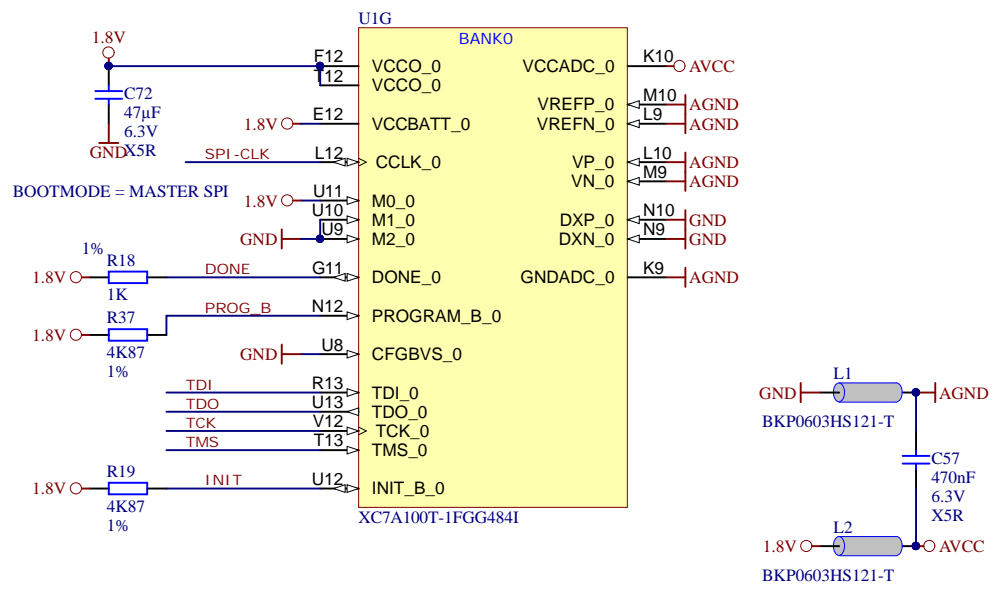 U1G
BANK0
1.8V
F12 VCCO_0
T12 VCCO_0
C72
47µF
6.3V
X5R
GND
1.8V E12 VCCBATT_0
SPI-CLK L12 CCLK_0
BOOTMODE = MASTER SPI
1.8V U11 M0_0
U10 M1_0
GND U9 M2_0
1%
R18
1.8V DONE G11 DONE_0
1K
PROG_B N12 PROGRAM_B_0
R37
1.8V
4K87
1%
GND U8 CFGBVS_0
TDI R13 TDI_0
TDO U13 TDO_0
TCK V12 TCK_0
TMS T13 TMS_0
R19
1.8V INIT U12 INIT_B_0
4K87
1%
XC7A100T-1FGG484I
VCCADC_0 K10 AVCC
VREFP_0 M10 AGND
VREFN_0 L9 AGND
VP_0 L10 AGND
VN_0 M9 AGND
DXP_0 N10 GND
DXN_0 N9 GND
GNDADC_0 K9 AGND
L1
GND AGND
BKP0603HS121-T
C57
470nF
6.3V
X5R
L2
1.8V AVCC
BKP0603HS121-T